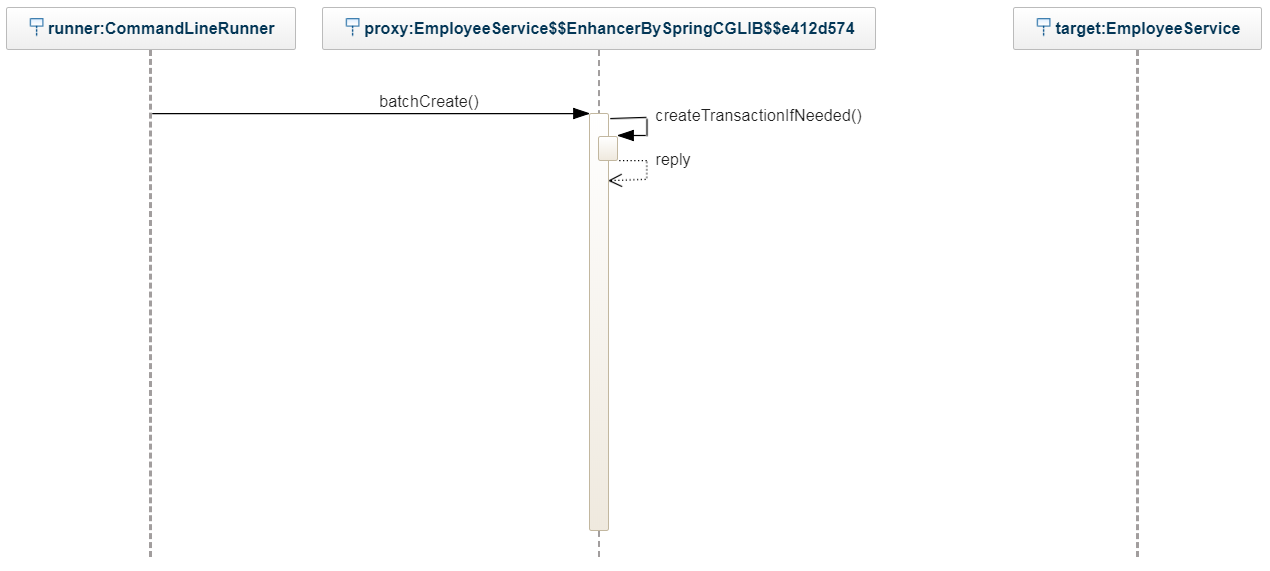 runner:CommandLineRunner
proxy:EmployeeService$$EnhancerBySpringCGLIB$$e412d574
target:EmployeeService
batchCreate()
createTransactionIfNeeded()
reply